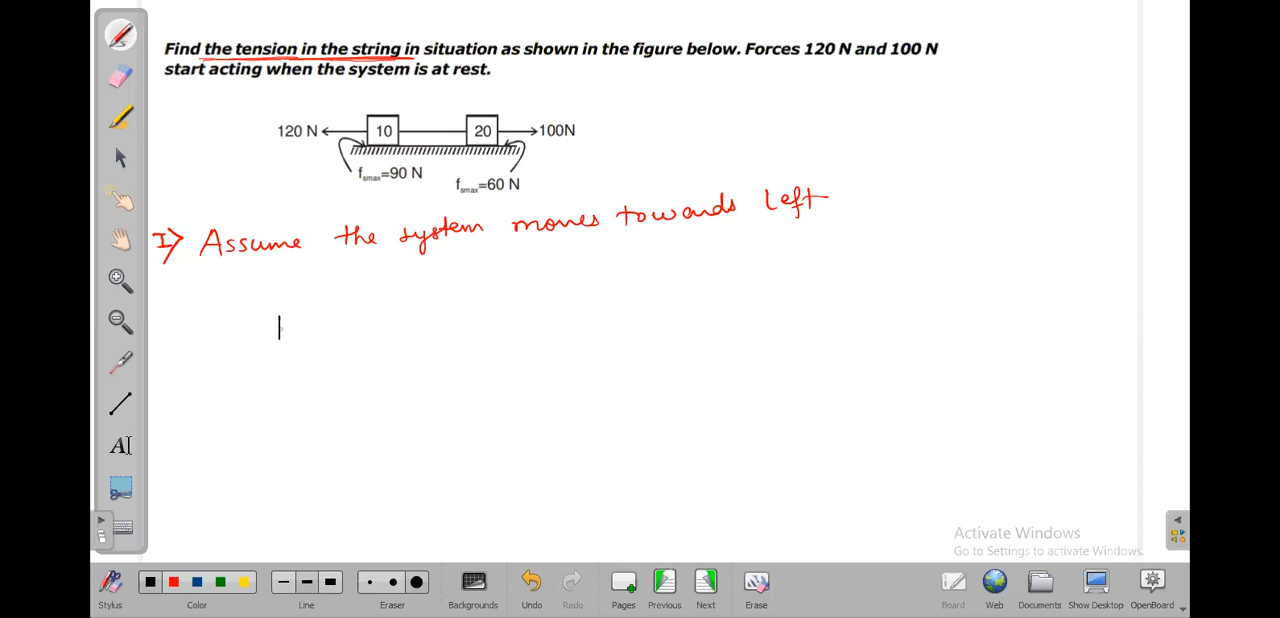 Find the tension in the string in situation as shown in the figure below. Forces 120 N and 100 N
start acting when the system is at rest.
120 N 10 20 100N
fsmax=90 N
fsmax=60 N
I> Assume the system moves towards left
A
Activate Windows
Go to Settings to activate Windows.
Stylus Color Line Eraser Backgrounds Undo Redo Pages Previous Next Erase Board Web Documents Show Desktop OpenBoard